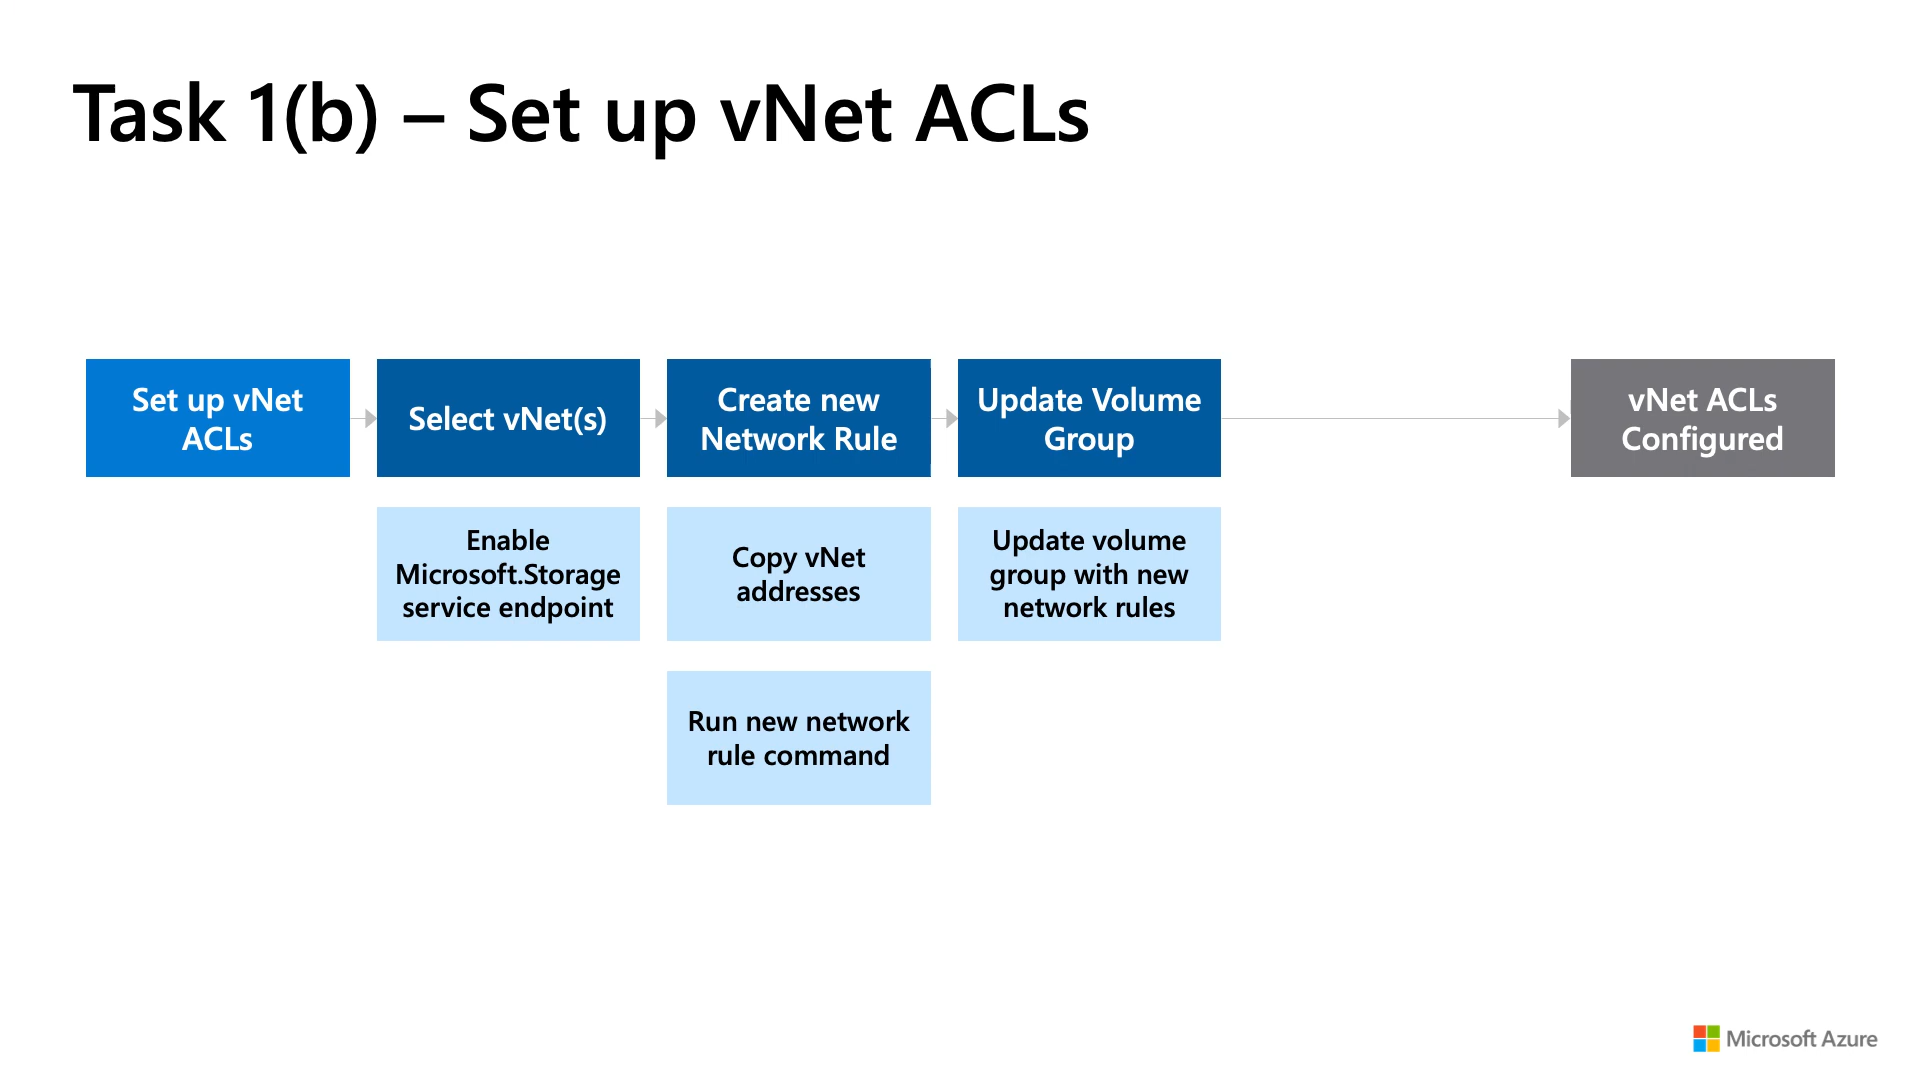 Task 1(b) – Set up vNet ACLs
Set up vNet
ACLs
Select vNet(s)
Create new
Network Rule
Update Volume
Group
vNet ACLs
Configured
Enable
Microsoft.Storage
service endpoint
Copy vNet
addresses
Update volume
group with new
network rules
Run new network
rule command
Microsoft Azure